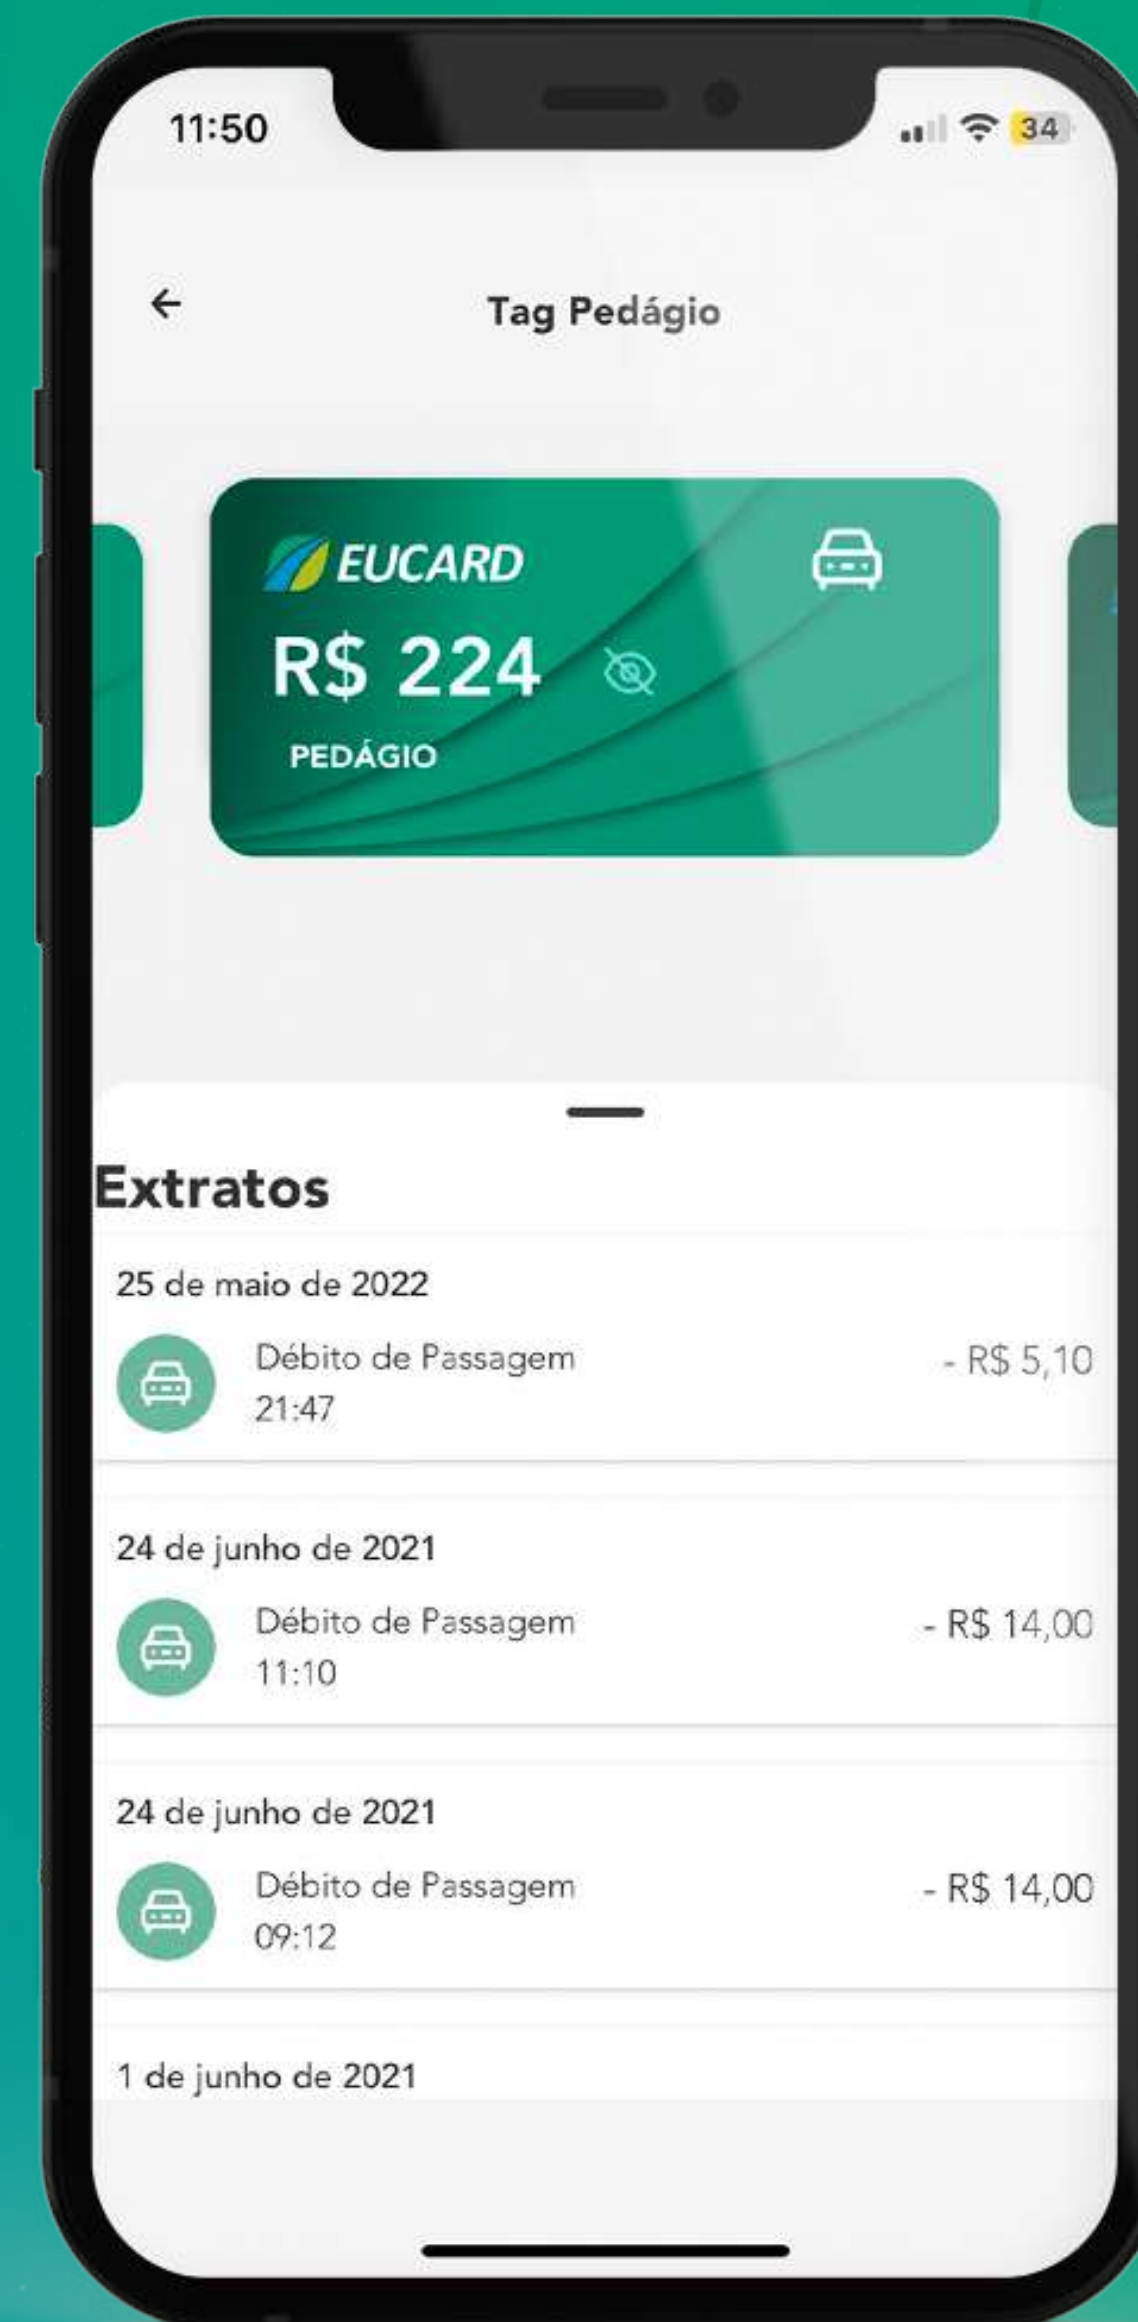 11:50
34
Tag Pedágio
EUCARD
R$ 224
PEDÁGIO
Extratos
25 de maio de 2022
Débito de Passagem
- R$ 5,10
21:47
24 de junho de 2021
Débito de Passagem
- R$ 14,00
11:10
24 de junho de 2021
Débito de Passagem
- R$ 14,00
09:12
1 de junho de 2021